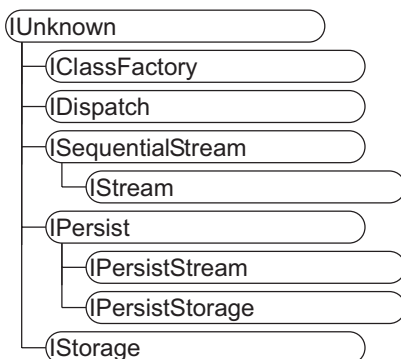 IUnknown
IClassFactory
IDispatch
ISequentialStream
IStream
IPersist
IPersistStream
IPersistStorage
IStorage